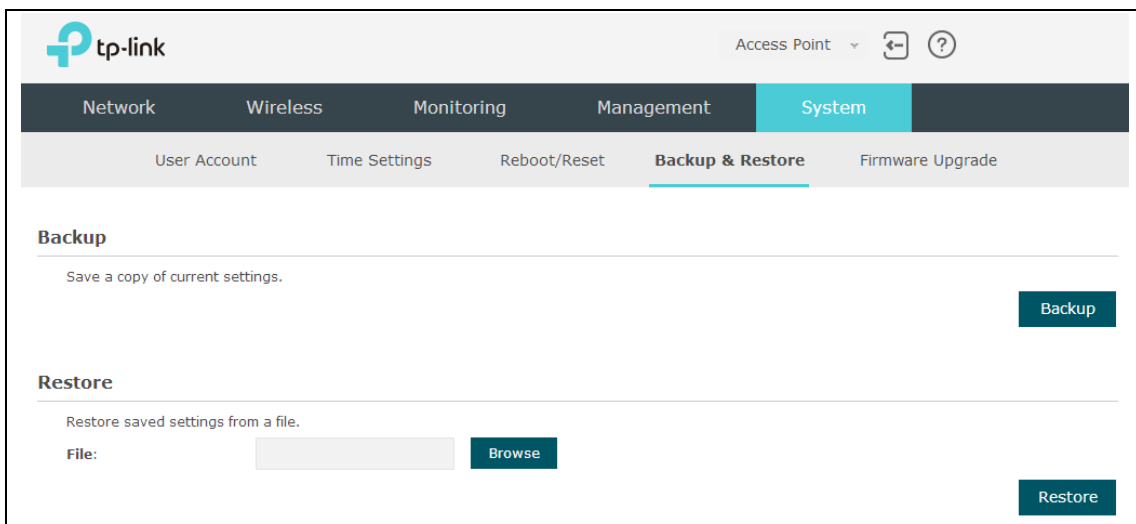 tp-link
Access Point
Network Wireless Monitoring Management System
User Account Time Settings Reboot/Reset Backup & Restore Firmware Upgrade
Backup
Save a copy of current settings.
Backup
Restore
Restore saved settings from a file.
File: Browse
Restore